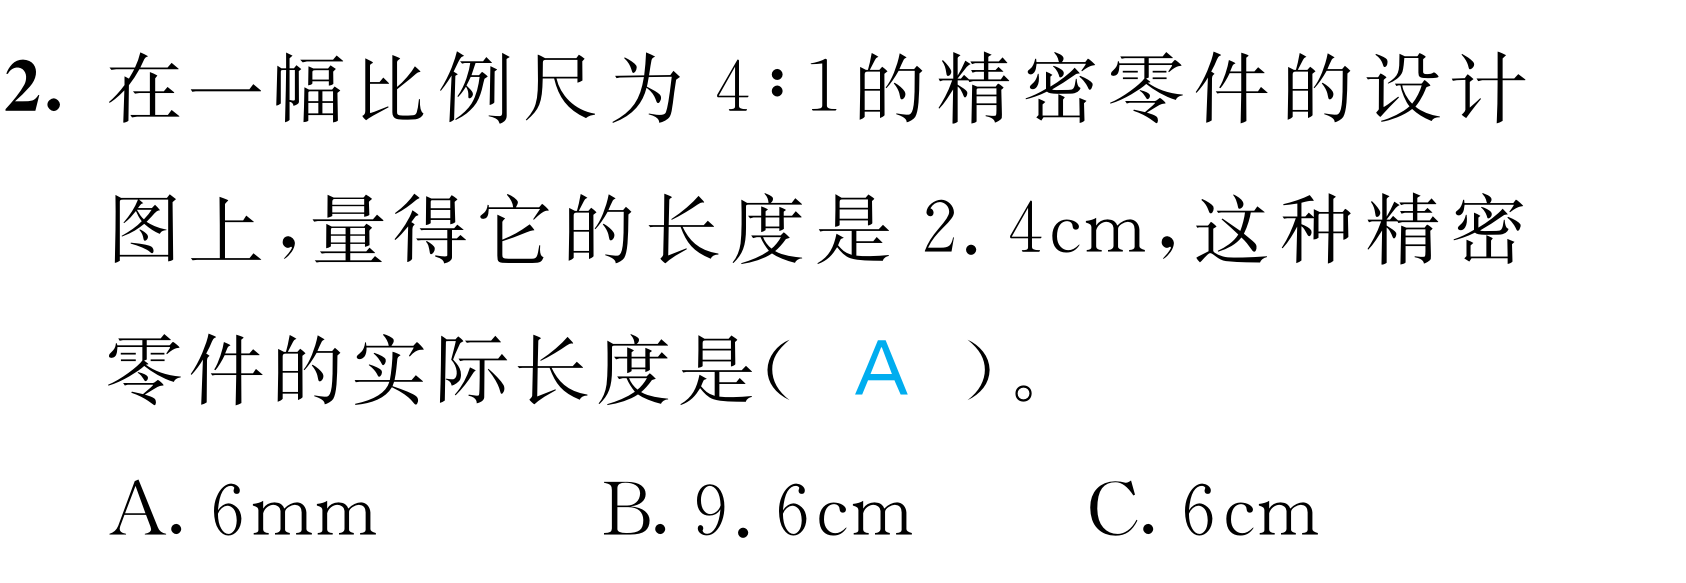 2. 在一幅比例尺为 4∶1的精密零件的设计
图上,量得它的长度是 2. 4cm,这种精密
零件的实际长度是( A )。
A. 6mm B. 9. 6cm C. 6cm